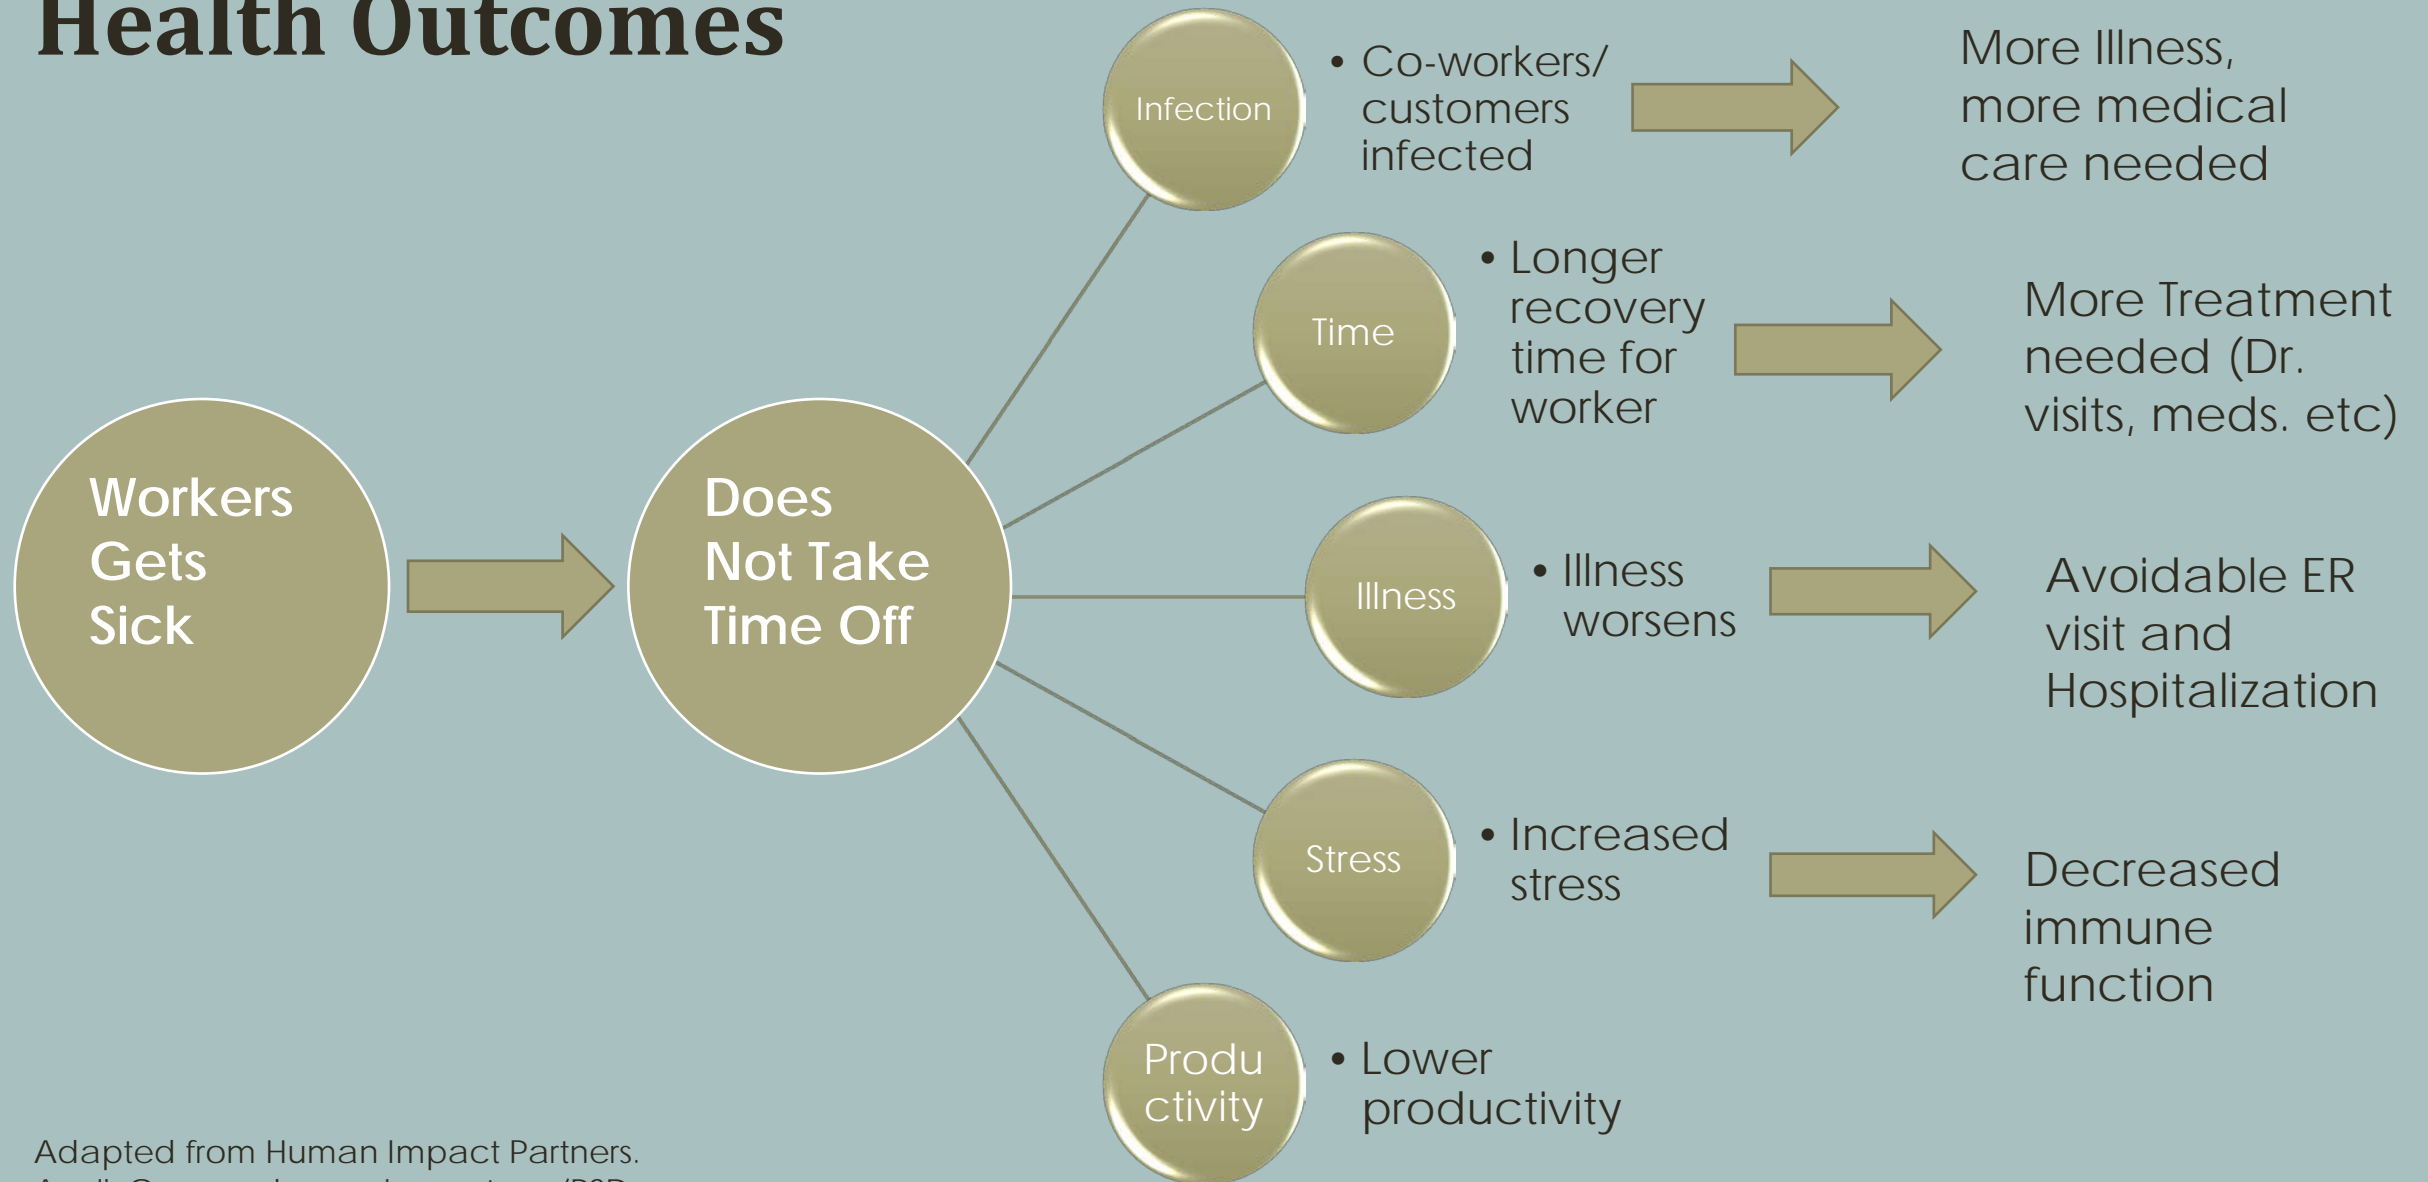 Health Outcomes
Workers
Gets
Sick
Does
Not Take
Time Off
Infection
• Co-workers/
customers
infected
More Illness,
more medical
care needed
Time
• Longer
recovery
time for
worker
More Treatment
needed (Dr.
visits, meds. etc)
Illness
• Illness
worsens
Avoidable ER
visit and
Hospitalization
Stress
• Increased
stress
Decreased
immune
function
Produ
ctivity
• Lower
productivity
Adapted from Human Impact Partners.